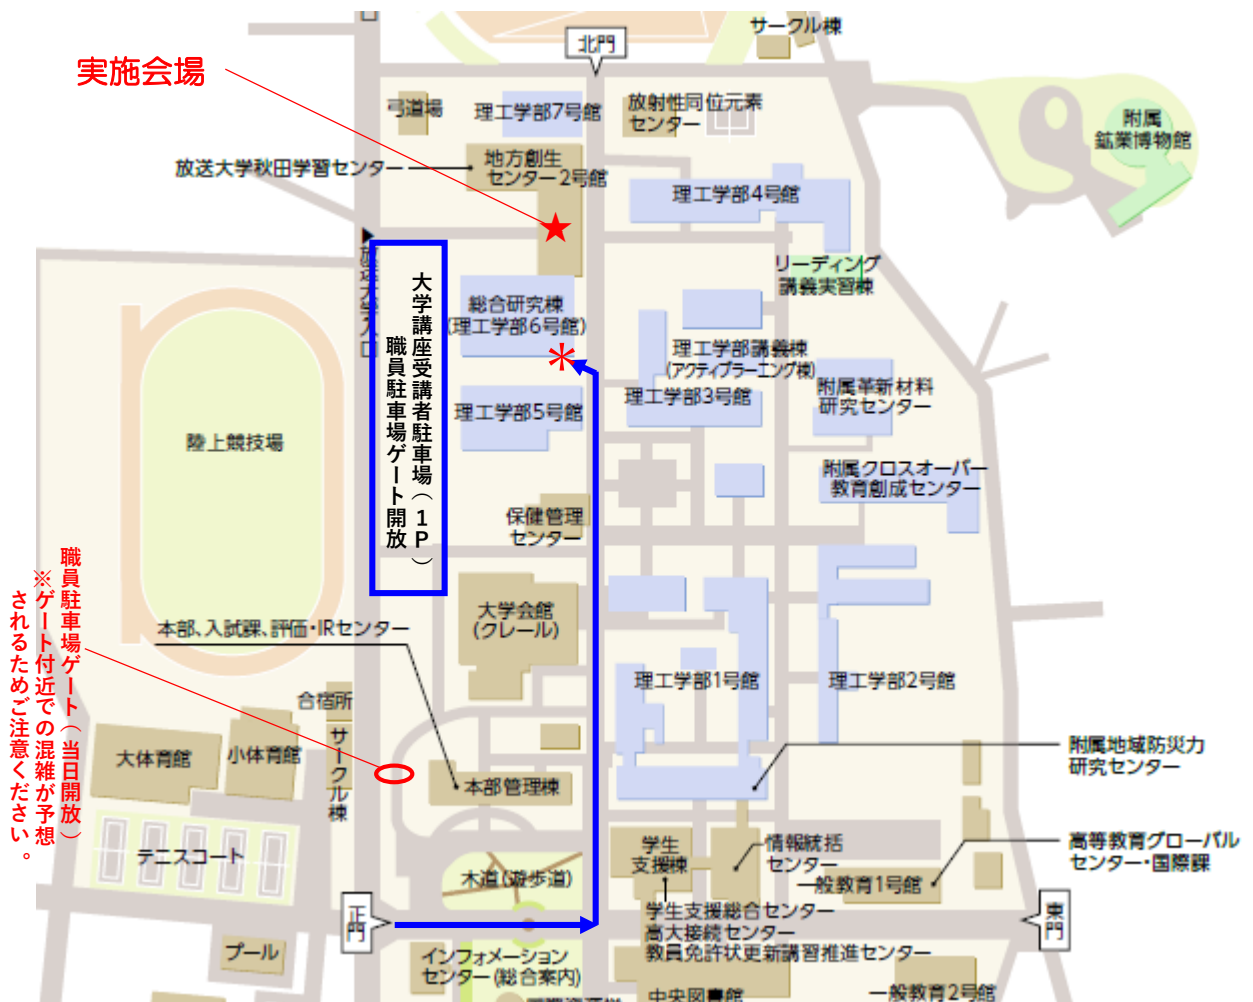 北門
サークル棟
実施会場
弓道場
理工学部7号館
放射性同位元素
センター
附属
鉱業博物館
放送大学秋田学習センター
地方創生
センター2号館
理工学部4号館
放送大学入口
リーディング
講義実習棟
大学講座受講者駐車場（1P）
職員駐車場ゲート開放
総合研究棟
(理工学部6号館)
理工学部講義棟
(アクティブラーニング棟)
理工学部3号館
附属革新材料
研究センター
理工学部5号館
陸上競技場
附属クロスオーバー
教育創成センター
保健管理
センター
職員駐車場ゲート（当日開放）
※ゲート付近での混雑が予想
されるためご注意ください。
大学会館
(クレール)
本部、入試課、評価・IRセンター
理工学部1号館
理工学部2号館
合宿所
サークル棟
大体育館
小体育館
本部管理棟
附属地域防災力
研究センター
テニスコート
学生
支援棟
情報統括
センター
高等教育グローバル
センター・国際課
木道(遊歩道)
一般教育1号館
正門
学生支援総合センター
高大接続センター
教員免許状更新講習推進センター
東門
プール
インフォメーション
センター(総合案内)
中央図書館
一般教育2号館